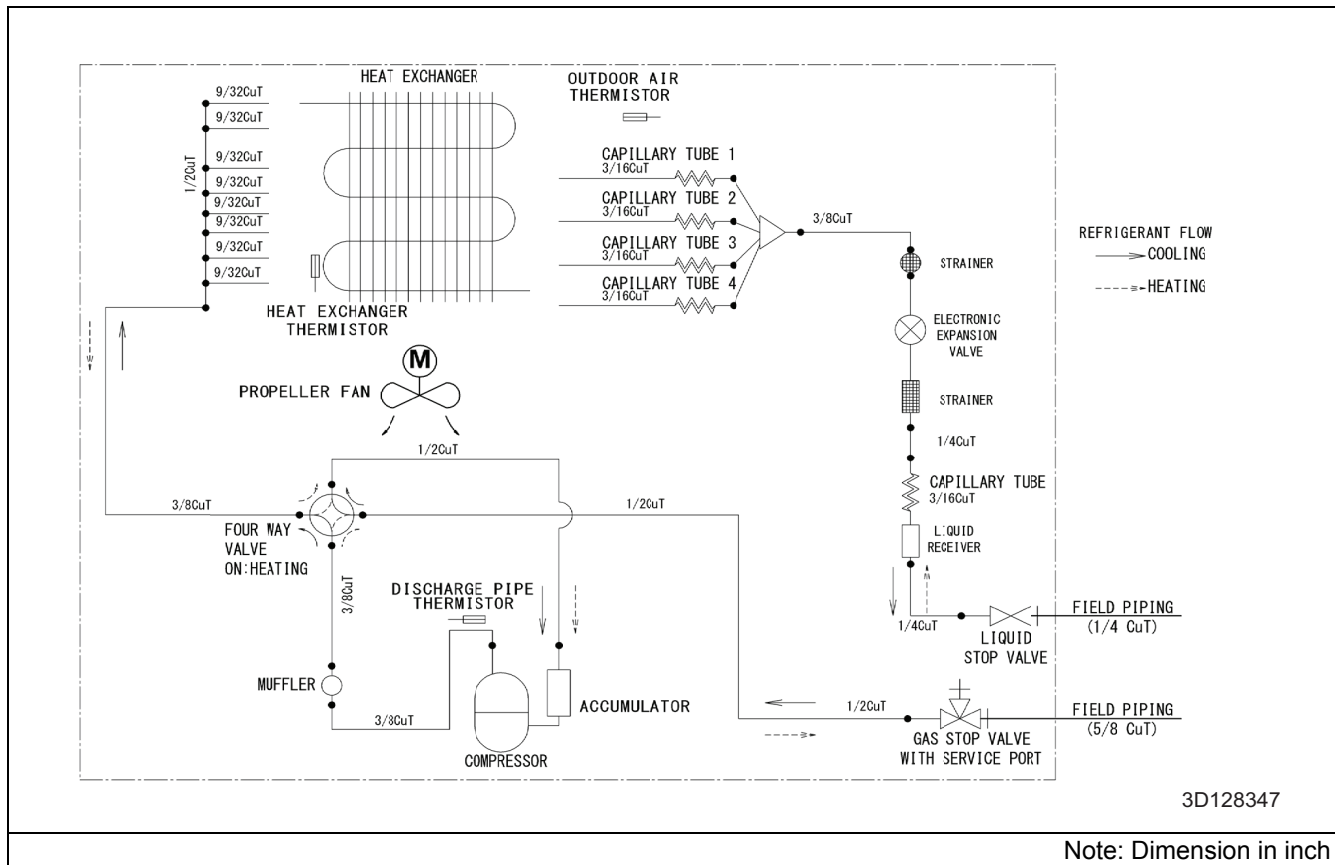 HEAT EXCHANGER
OUTDOOR AIR
THERMISTOR
9/32CuT
9/32CuT
9/32CuT
9/32CuT
9/32CuT
9/32CuT
9/32CuT
9/32CuT
1/2CuT
CAPILLARY TUBE 1
3/16CuT
CAPILLARY TUBE 2
3/16CuT
CAPILLARY TUBE 3
3/16CuT
CAPILLARY TUBE 4
3/16CuT
3/8CuT
REFRIGERANT FLOW
COOLING
HEATING
STRAINER
ELECTRONIC
EXPANSION
VALVE
STRAINER
1/4CuT
CAPILLARY TUBE
3/16CuT
LIQUID
RECEIVER
HEAT EXCHANGER
THERMISTOR
M
PROPELLER FAN
1/2CuT
3/8CuT
1/2CuT
FOUR WAY
VALVE
ON:HEATING
3/8CuT
DISCHARGE PIPE
THERMISTOR
1/4CuT
LIQUID
STOP VALVE
FIELD PIPING
(1/4 CuT)
MUFFLER
3/8CuT
COMPRESSOR
ACCUMULATOR
1/2CuT
GAS STOP VALVE
WITH SERVICE PORT
FIELD PIPING
(5/8 CuT)
3D128347
Note: Dimension in inch